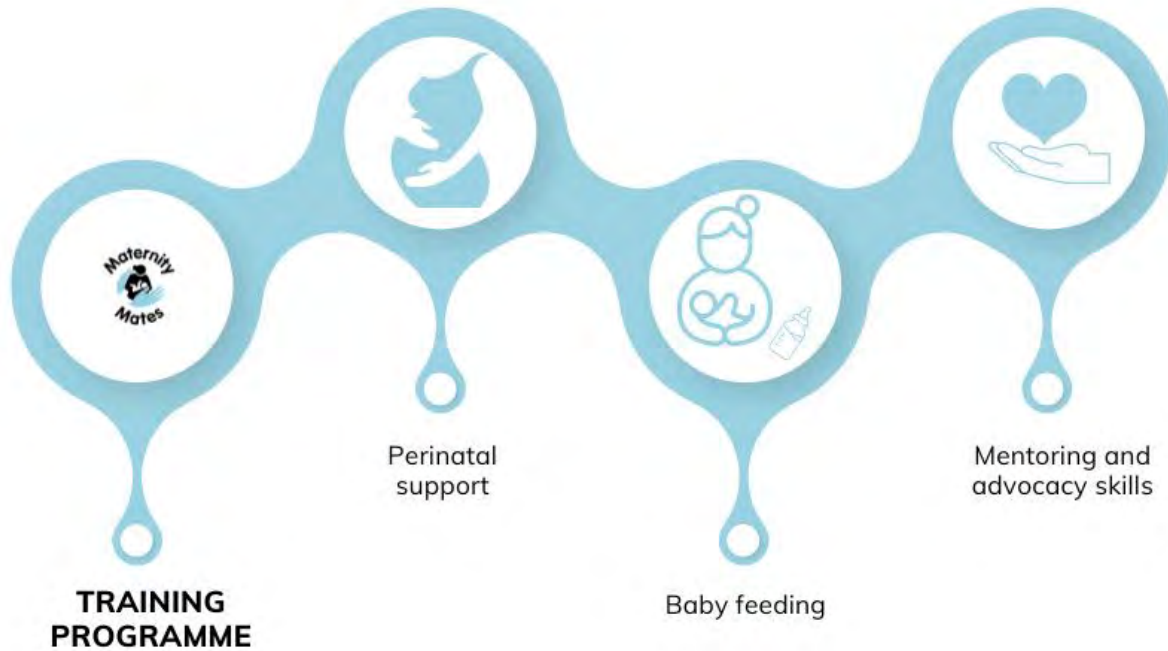 Maternity
Mates
TRAINING
PROGRAMME
Perinatal
support
Baby feeding
Mentoring and
advocacy skills